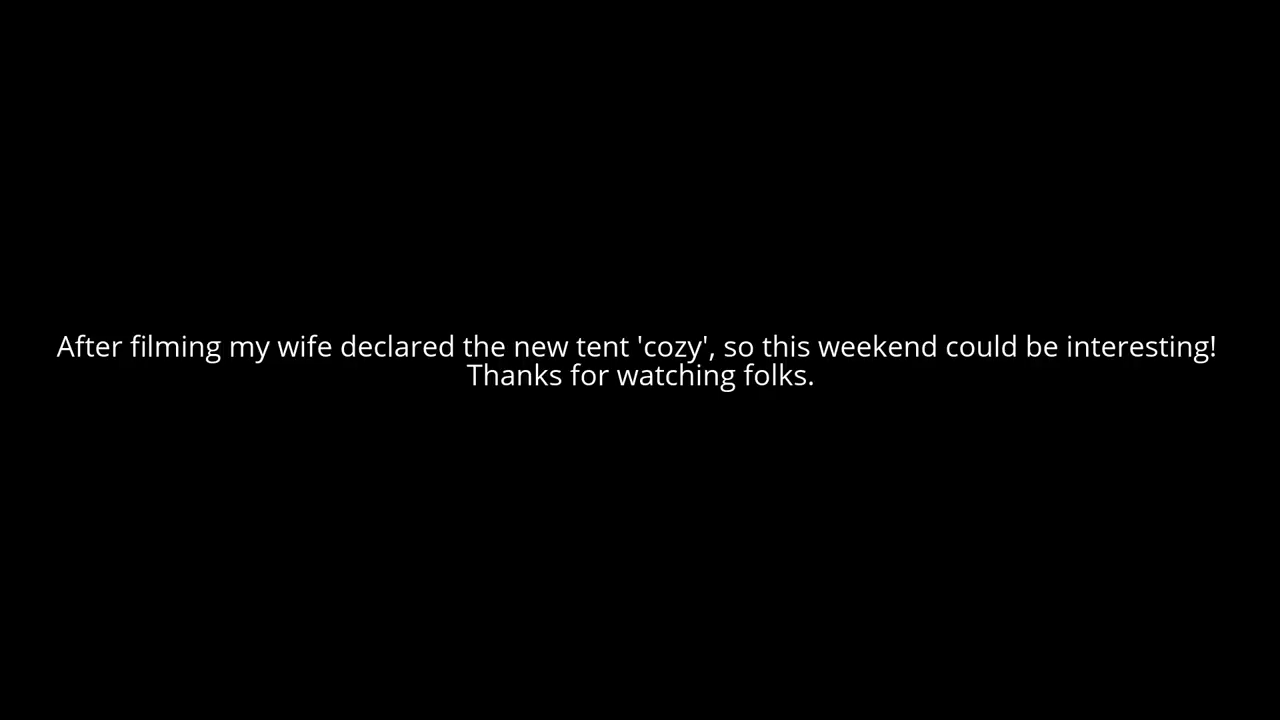 After filming my wife declared the new tent 'cozy', so this weekend could be interesting!
Thanks for watching folks.